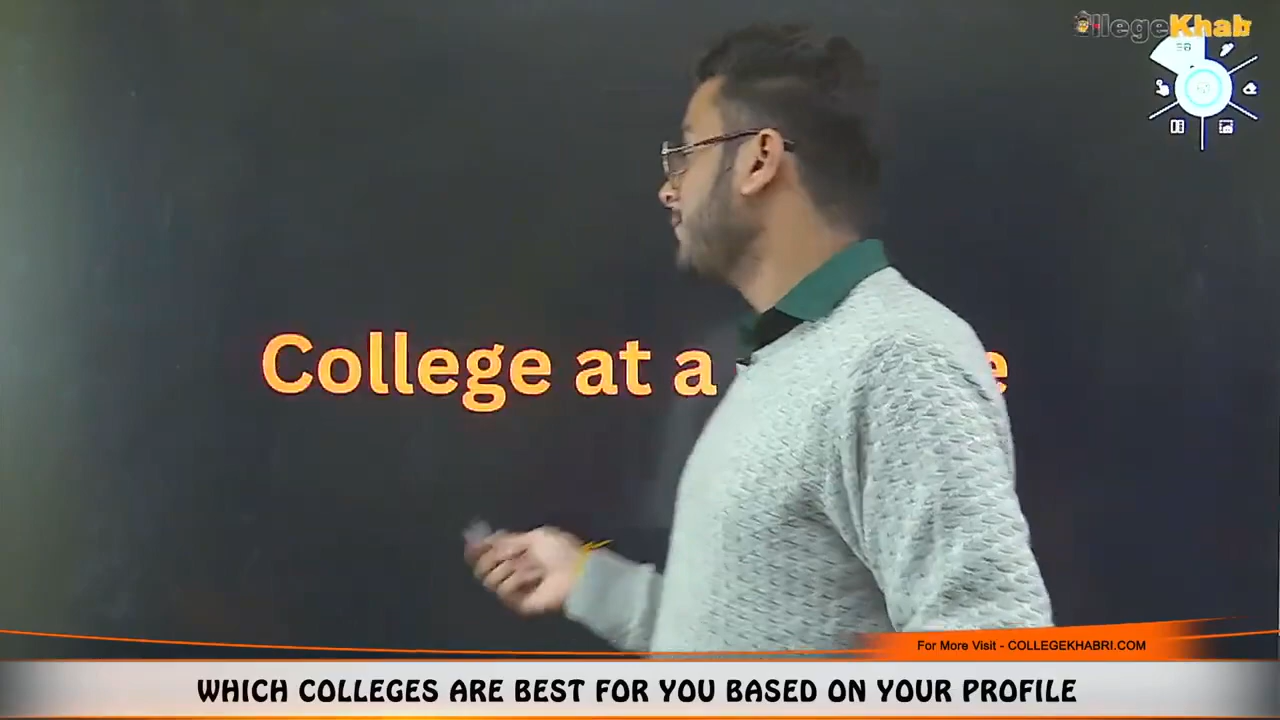 College at a
For More Visit - COLLEGEKHABRI.COM
WHICH COLLEGES ARE BEST FOR YOU BASED ON YOUR PROFILE